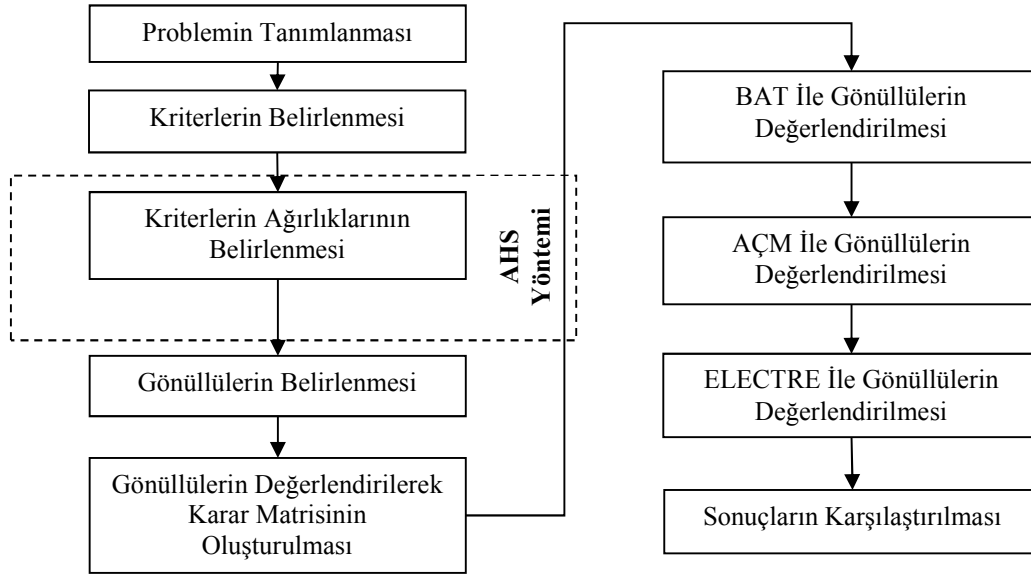 Problemin Tanımlanması
Kriterlerin Belirlenmesi
Kriterlerin Ağırlıklarının
Belirlenmesi
AHS
Yöntemi
Gönüllülerin Belirlenmesi
Gönüllülerin Değerlendirilerek
Karar Matrisinin
Oluşturulması
BAT İle Gönüllülerin
Değerlendirilmesi
AÇM İle Gönüllülerin
Değerlendirilmesi
ELECTRE İle Gönüllülerin
Değerlendirilmesi
Sonuçların Karşılaştırılması